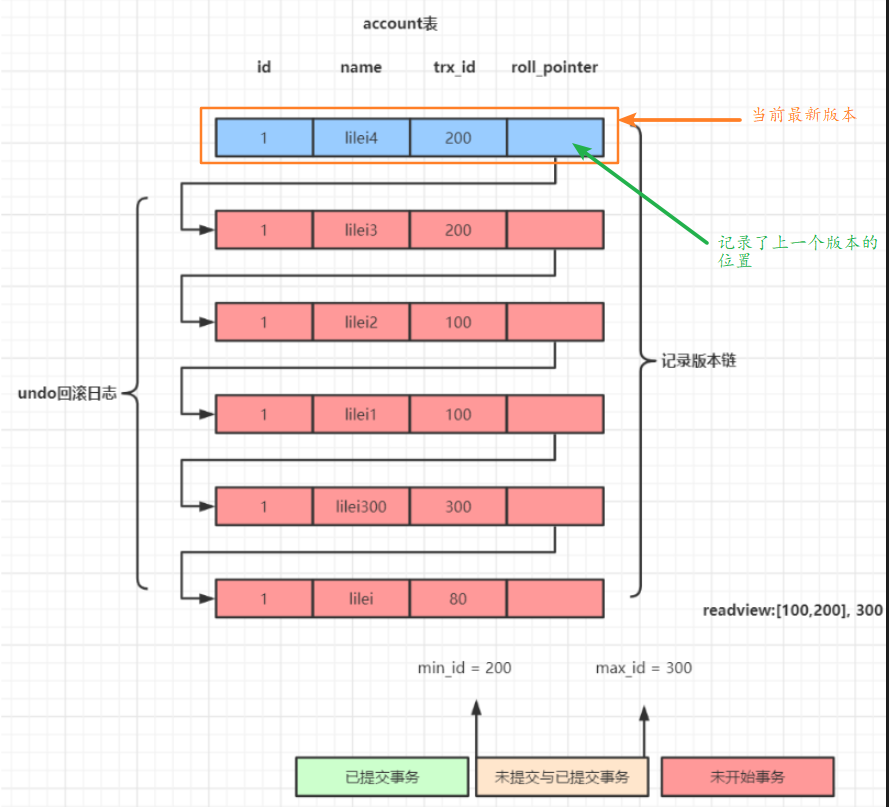 account表
id name trx_id roll_pointer
当前最新版本
1 lilei4 200
1 lilei3 200
记录了上一个版本的
位置
1 lilei2 100
记录版本链
undo回滚日志
1 lilei1 100
1 lilei300 300
1 lilei 80
readview:[100,200], 300
min_id = 200 max_id = 300
已提交事务 未提交与已提交事务 未开始事务